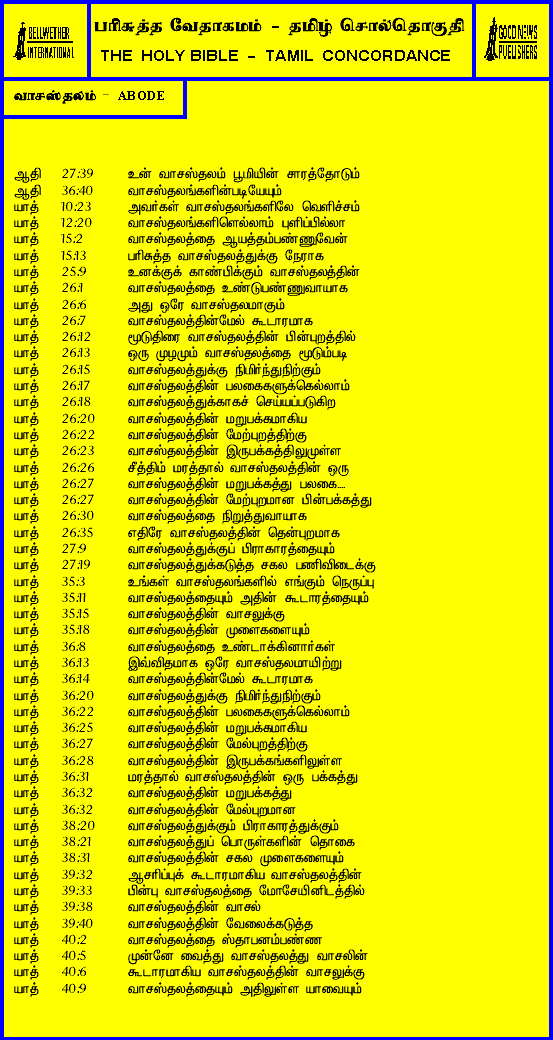 BELLWETHER
INTERNATIONAL
பரிசுத்த வேதாகமம் - தமிழ் சொல்தொகுதி
THE HOLY BIBLE - TAMIL CONCORDANCE
GOOD NEWS
PUBLISHERS
வாசஸ்தலம் - ABODE
ஆதி 27:39 உன் வாசஸ்தலம் பூமியின் சாரத்தோடும்
ஆதி 36:40 வாசஸ்தலங்களின்படியேயும்
யாத் 10:23 அவர்கள் வாசஸ்தலங்களிலே வெளிச்சம்
யாத் 12:20 வாசஸ்தலங்களிளெல்லாம் புளிப்பில்லா
யாத் 15:2 வாசஸ்தலத்தை ஆயத்தம்பண்ணுவேன்
யாத் 15:13 பரிசுத்த வாசஸ்தலத்துக்கு நேராக
யாத் 25:9 உனக்குக் காண்பிக்கும் வாசஸ்தலத்தின்
யாத் 26:1 வாசஸ்தலத்தை உண்டுபண்ணுவாயாக
யாத் 26:6 அது ஒரே வாசஸ்தலமாகும்
யாத் 26:7 வாசஸ்தலத்தின்மேல் கூடாரமாக
யாத் 26:12 மூடுதிரை வாசஸ்தலத்தின் பின்புறத்தில்
யாத் 26:13 ஒரு முழமும் வாசஸ்தலத்தை மூடும்படி
யாத் 26:15 வாசஸ்தலத்துக்கு நிமிர்ந்துநிற்கும்
யாத் 26:17 வாசஸ்தலத்தின் பலகைகளுக்கெல்லாம்
யாத் 26:18 வாசஸ்தலத்துக்காகச் செய்யப்படுகிற
யாத் 26:20 வாசஸ்தலத்தின் மறுபக்கமாகிய
யாத் 26:22 வாசஸ்தலத்தின் மேற்புறத்திற்கு
யாத் 26:23 வாசஸ்தலத்தின் இருபக்கத்திலுமுள்ள
யாத் 26:26 சீத்திம் மரத்தால் வாசஸ்தலத்தின் ஒரு
யாத் 26:27 வாசஸ்தலத்தின் மறுபக்கத்து பலகை....
யாத் 26:27 வாசஸ்தலத்தின் மேற்புறமான பின்பக்கத்து
யாத் 26:30 வாசஸ்தலத்தை நிறுத்துவாயாக
யாத் 26:35 எதிரே வாசஸ்தலத்தின் தென்புறமாக
யாத் 27:9 வாசஸ்தலத்துக்குப் பிராகாரத்தையும்
யாத் 27:19 வாசஸ்தலத்துக்கடுத்த சகல பணிவிடைக்கு
யாத் 35:3 உங்கள் வாசஸ்தலங்களில் எங்கும் நெருப்பு
யாத் 35:11 வாசஸ்தலத்தையும் அதின் கூடாரத்தையும்
யாத் 35:15 வாசஸ்தலத்தின் வாசலுக்கு
யாத் 35:18 வாசஸ்தலத்தின் முளைகளையும்
யாத் 36:8 வாசஸ்தலத்தை உண்டாக்கினார்கள்
யாத் 36:13 இவ்விதமாக ஒரே வாசஸ்தலமாயிற்று
யாத் 36:14 வாசஸ்தலத்தின்மேல் கூடாரமாக
யாத் 36:20 வாசஸ்தலத்துக்கு நிமிர்ந்துநிற்கும்
யாத் 36:22 வாசஸ்தலத்தின் பலகைகளுக்கெல்லாம்
யாத் 36:25 வாசஸ்தலத்தின் மறுபக்கமாகிய
யாத் 36:27 வாசஸ்தலத்தின் மேல்புறத்திற்கு
யாத் 36:28 வாசஸ்தலத்தின் இருபக்கங்களிலுள்ள
யாத் 36:31 மரத்தால் வாசஸ்தலத்தின் ஒரு பக்கத்து
யாத் 36:32 வாசஸ்தலத்தின் மறுபக்கத்து
யாத் 36:32 வாசஸ்தலத்தின் மேல்புறமான
யாத் 38:20 வாசஸ்தலத்துக்கும் பிராகாரத்துக்கும்
யாத் 38:21 வாசஸ்தலத்துப் பொருள்களின் தொகை
யாத் 38:31 வாசஸ்தலத்தின் சகல முளைகளையும்
யாத் 39:32 ஆசரிப்புக் கூடாரமாகிய வாசஸ்தலத்தின்
யாத் 39:33 பின்பு வாசஸ்தலத்தை மோசேயினிடத்தில்
யாத் 39:38 வாசஸ்தலத்தின் வாசல்
யாத் 39:40 வாசஸ்தலத்தின் வேலைக்கடுத்த
யாத் 40:2 வாசஸ்தலத்தை ஸ்தாபனம்பண்ண
யாத் 40:5 முன்னே வைத்து வாசஸ்தலத்து வாசலின்
யாத் 40:6 கூடாரமாகிய வாசஸ்தலத்தின் வாசலுக்கு
யாத் 40:9 வாசஸ்தலத்தையும் அதிலுள்ள யாவையும்